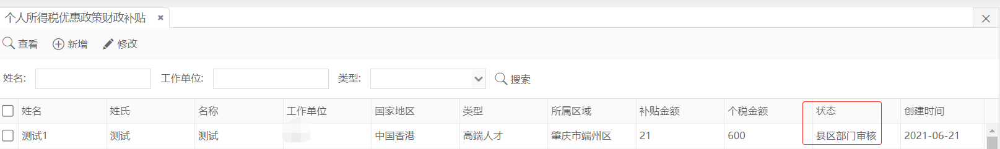 个人所得税优惠政策财政补贴
查看 新增 修改
姓名: 工作单位: 类型: 搜索
姓名 姓氏 名称 工作单位 国家地区 类型 所属区域 补贴金额 个税金额 状态 创建时间
测试1 测试 测试 中国香港 高端人才 肇庆市端州区 21 600 县区部门审核 2021-06-21